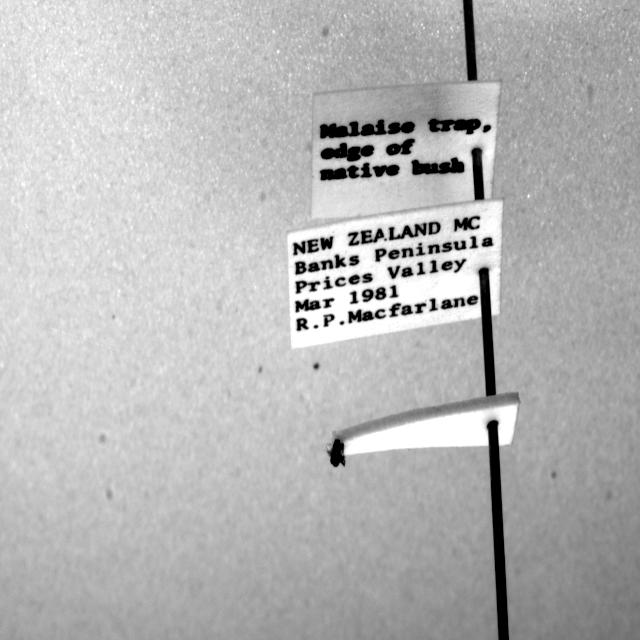 Malaise trap.
edge of
native bush
NEW ZEALAND MC
Banks Peninsula
Prices Valley
Mar 1981
R.P.Macfarlane